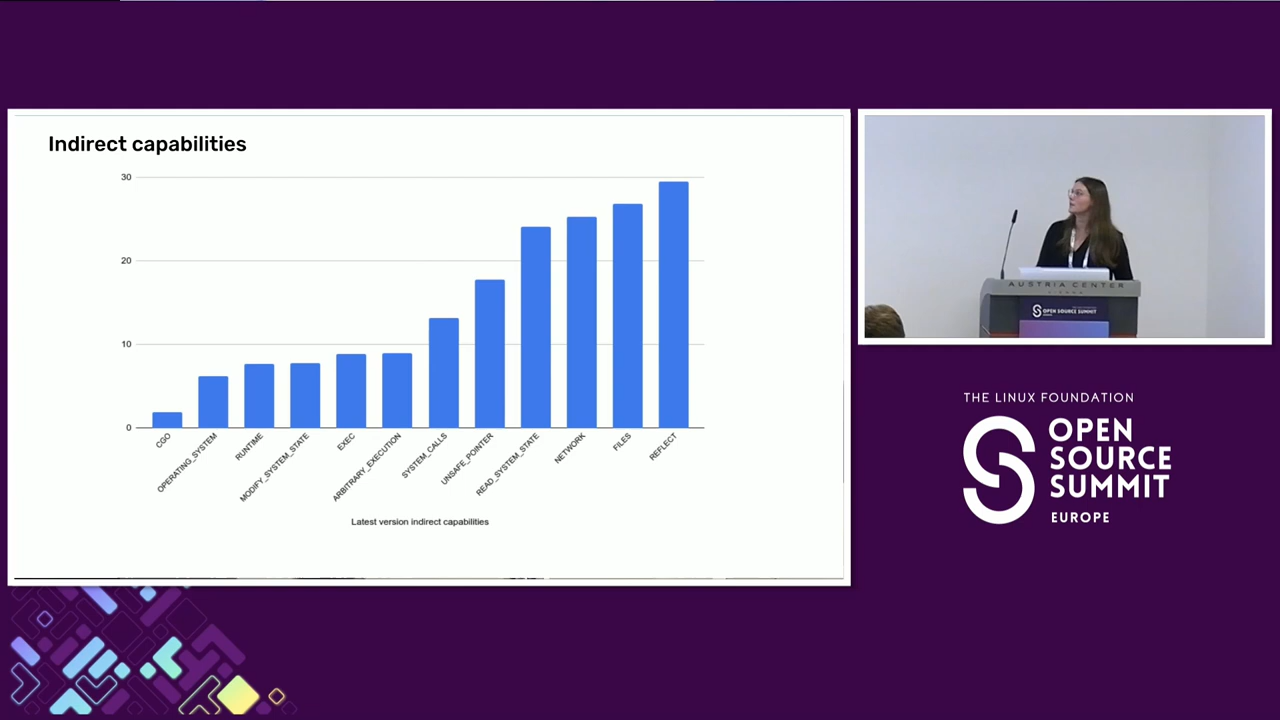 Indirect capabilities
30
20
10
0
CGO
OPERATING_SYSTEM
RUNTIME
MODIFY_SYSTEM_STATE
EXEC
ARBITRARY_EXECUTION
SYSTEM_CALLS
UNSAFE_POINTER
READ_SYSTEM_STATE
NETWORK
FILES
REFLECT
Latest version indirect capabilities
AUSTRIA CENTER
OPEN SOURCE SUMMIT
THE LINUX FOUNDATION
OPEN
SOURCE
SUMMIT
EUROPE